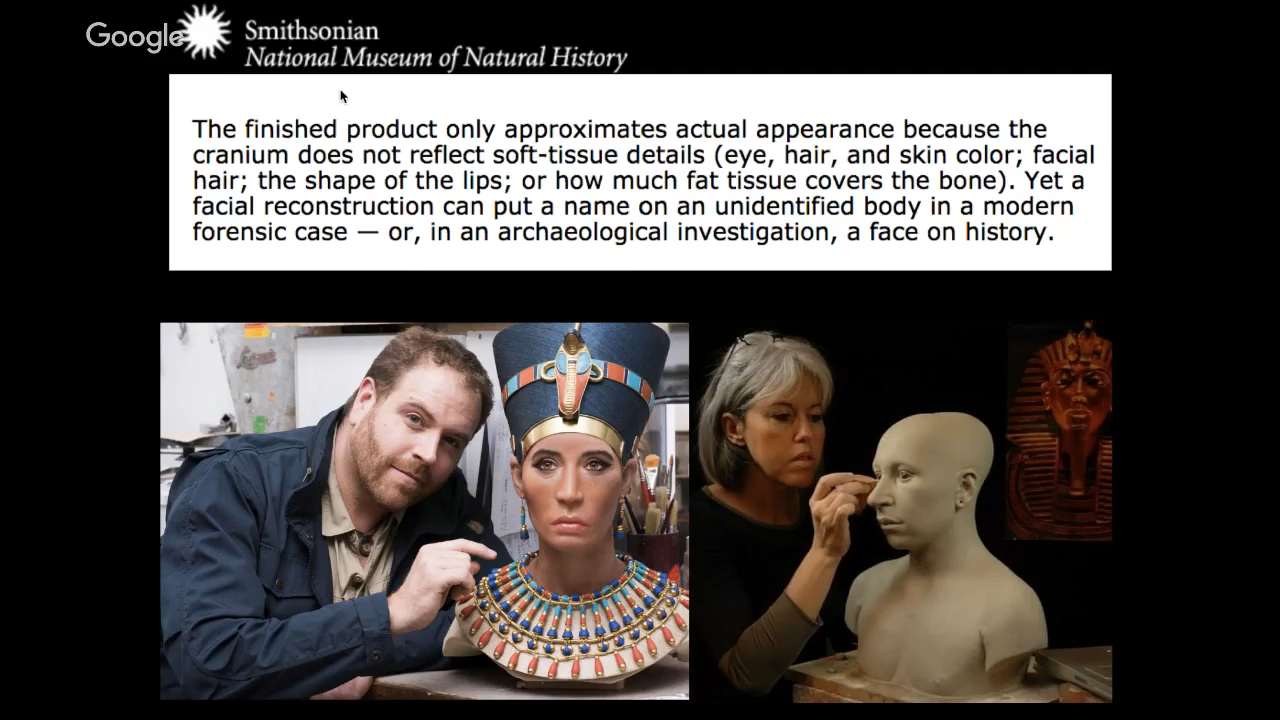 Google
Smithsonian
National Museum of Natural History
The finished product only approximates actual appearance because the
cranium does not reflect soft-tissue details (eye, hair, and skin color; facial
hair; the shape of the lips; or how much fat tissue covers the bone). Yet a
facial reconstruction can put a name on an unidentified body in a modern
forensic case — or, in an archaeological investigation, a face on history.